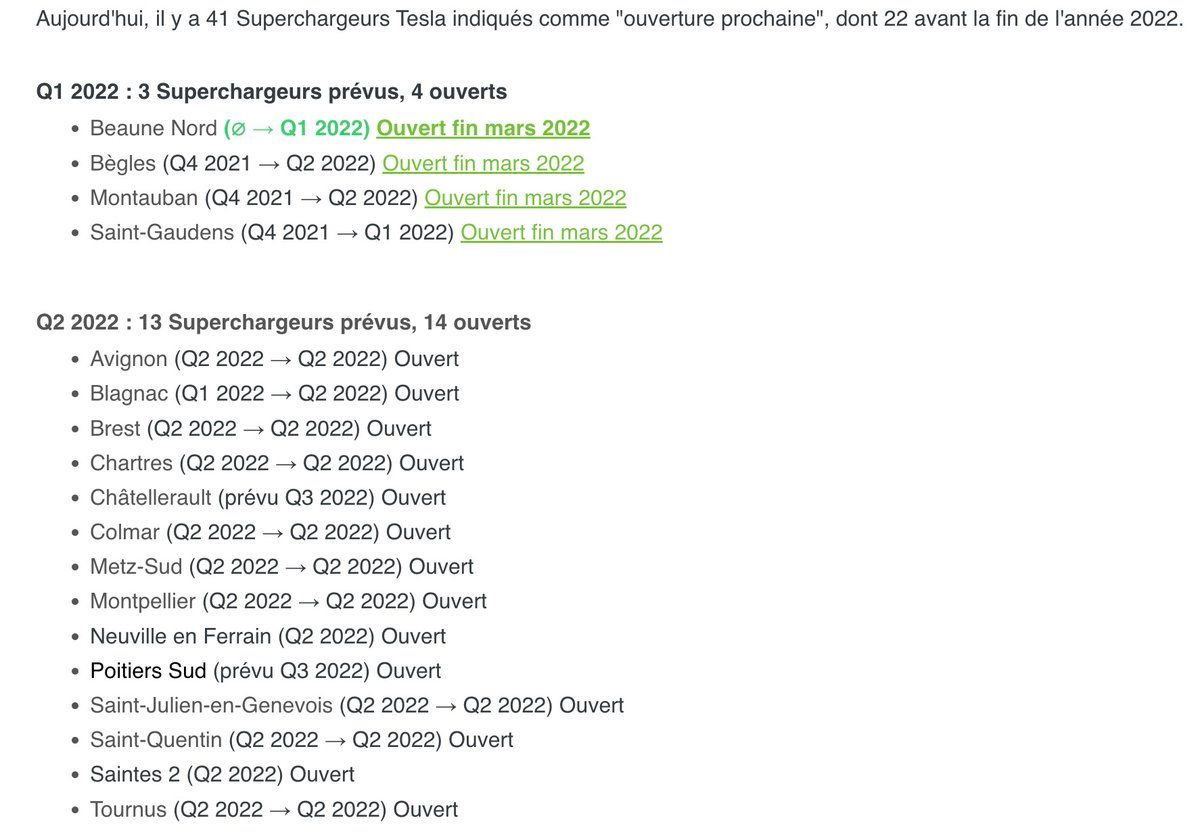 Aujourd'hui, il y a 41 Superchargeurs Tesla indiqués comme "ouverture prochaine", dont 22 avant la fin de l'année 2022.
Q1 2022 : 3 Superchargeurs prévus, 4 ouverts
• Beaune Nord (∅ → Q1 2022) Ouvert fin mars 2022
• Bègles (Q4 2021 → Q2 2022) Ouvert fin mars 2022
• Montauban (Q4 2021 → Q2 2022) Ouvert fin mars 2022
• Saint-Gaudens (Q4 2021 → Q1 2022) Ouvert fin mars 2022
Q2 2022 : 13 Superchargeurs prévus, 14 ouverts
• Avignon (Q2 2022 → Q2 2022) Ouvert
• Blagnac (Q1 2022 → Q2 2022) Ouvert
• Brest (Q2 2022 → Q2 2022) Ouvert
• Chartres (Q2 2022 → Q2 2022) Ouvert
• Châtellerault (prévu Q3 2022) Ouvert
• Colmar (Q2 2022 → Q2 2022) Ouvert
• Metz-Sud (Q2 2022 → Q2 2022) Ouvert
• Montpellier (Q2 2022 → Q2 2022) Ouvert
• Neuville en Ferrain (Q2 2022) Ouvert
• Poitiers Sud (prévu Q3 2022) Ouvert
• Saint-Julien-en-Genevois (Q2 2022 → Q2 2022) Ouvert
• Saint-Quentin (Q2 2022 → Q2 2022) Ouvert
• Saintes 2 (Q2 2022) Ouvert
• Tournus (Q2 2022 → Q2 2022) Ouvert